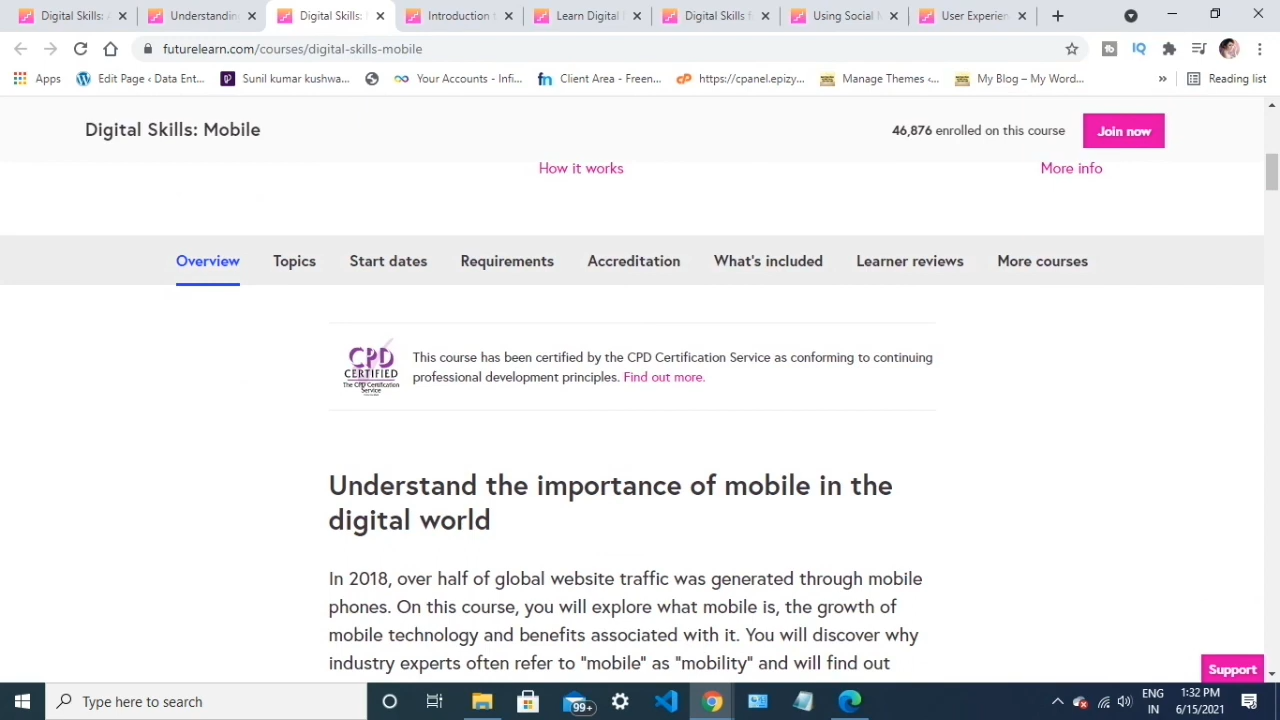 Digital Skills: A
Understandin
Digital Skills: M
Introduction t
Learn Digital
Digital Skills f
Using Social M
User Experien
futurelearn.com/courses/digital-skills-mobile
Apps
Edit Page ‹ Data Ent...
Sunil kumar kushwa...
Your Accounts - Infi...
Client Area - Freen...
https://cpanel.epizy...
Manage Themes ‹...
My Blog – My Word...
»
Reading list
Digital Skills: Mobile
46,876 enrolled on this course
Join now
How it works
More info
Overview
Topics
Start dates
Requirements
Accreditation
What's included
Learner reviews
More courses
CPD
CERTIFIED
The CPD Certification
Service
This course has been certified by the CPD Certification Service as conforming to continuing
professional development principles. Find out more.
Understand the importance of mobile in the
digital world
In 2018, over half of global website traffic was generated through mobile
phones. On this course, you will explore what mobile is, the growth of
mobile technology and benefits associated with it. You will discover why
industry experts often refer to "mobile" as "mobility" and will find out
Support
Type here to search
99+
ENG
IN
1:32 PM
6/15/2021